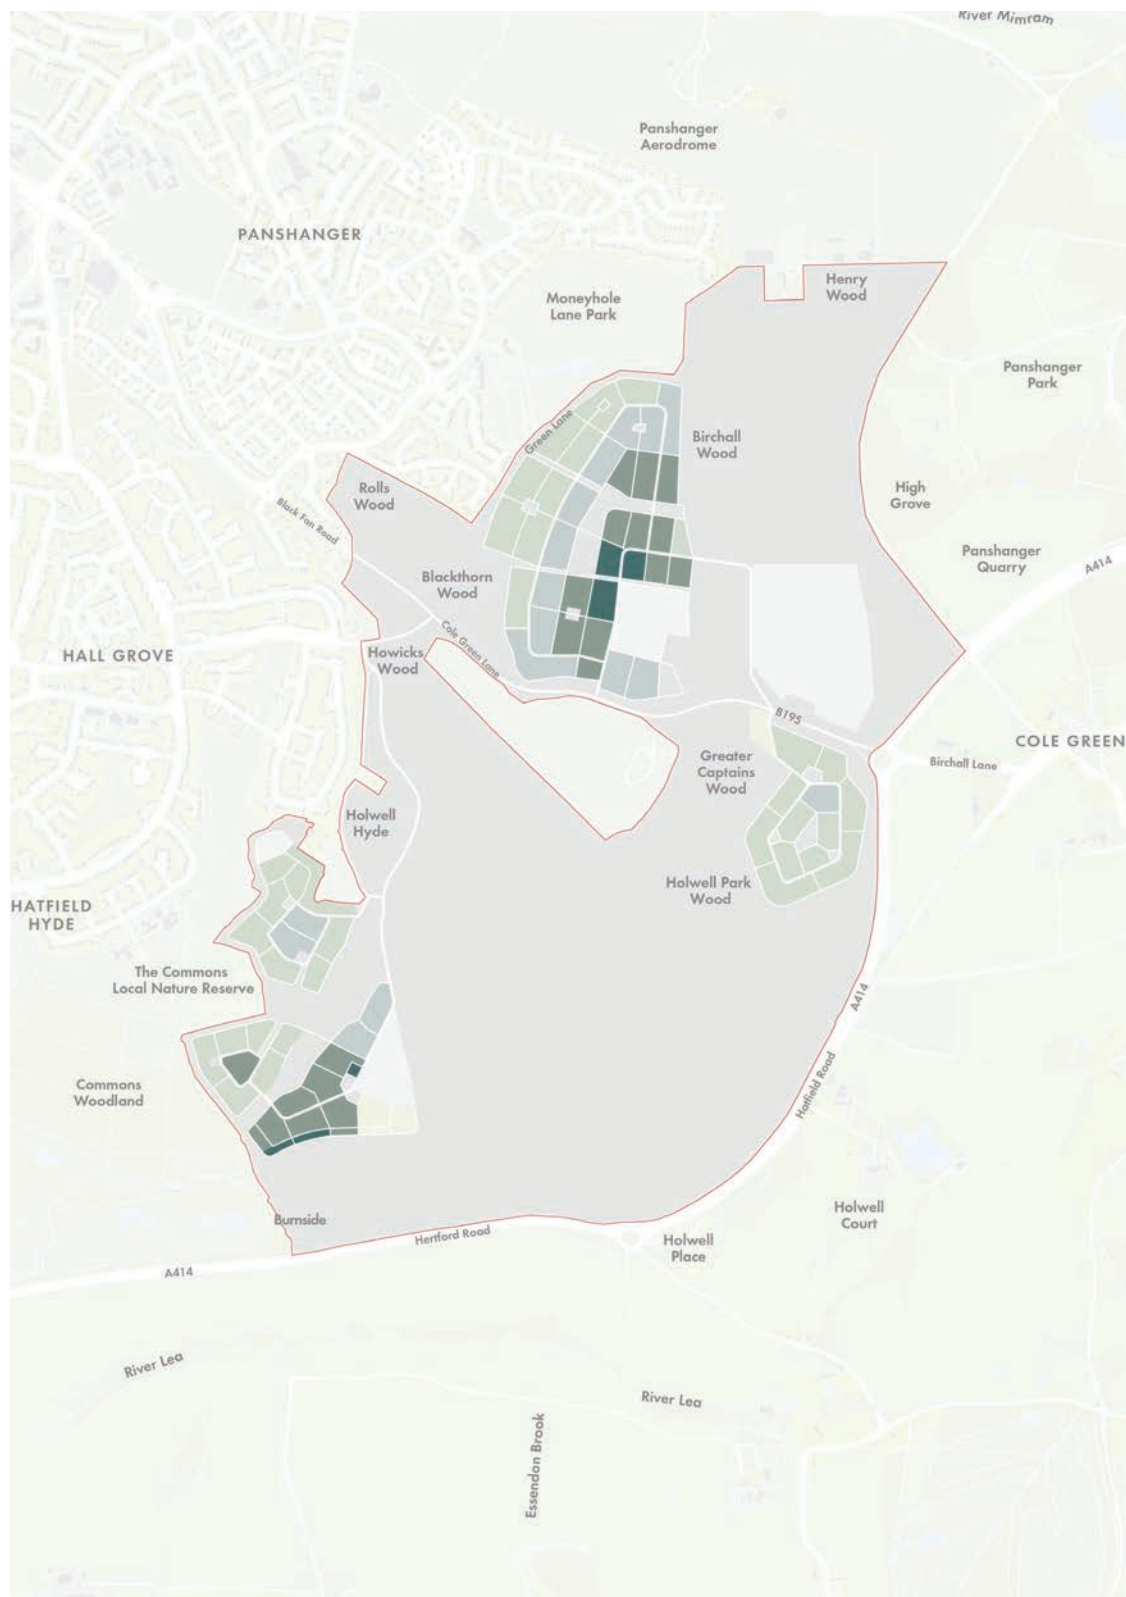 River Mimram
Panshanger
Aerodrome
PANSHANGER
Henry
Wood
Moneyhole
Lane Park
Panshanger
Park
Green Lane
Birchall
Wood
Rolls
Wood
High
Grove
Black Fan Road
Panshanger
Quarry
A414
Blackthorn
Wood
Cole Green Lane
HALL GROVE
Howicks
Wood
B195
COLE GREEN
Greater
Captains
Wood
Birchall Lane
Holwell
Hyde
Holwell Park
Wood
HATFIELD
HYDE
The Commons
Local Nature Reserve
A414
Hatfield Road
Commons
Woodland
Burnside
Holwell
Court
Hertford Road
Holwell
Place
A414
River Lea
River Lea
Essendon Brook